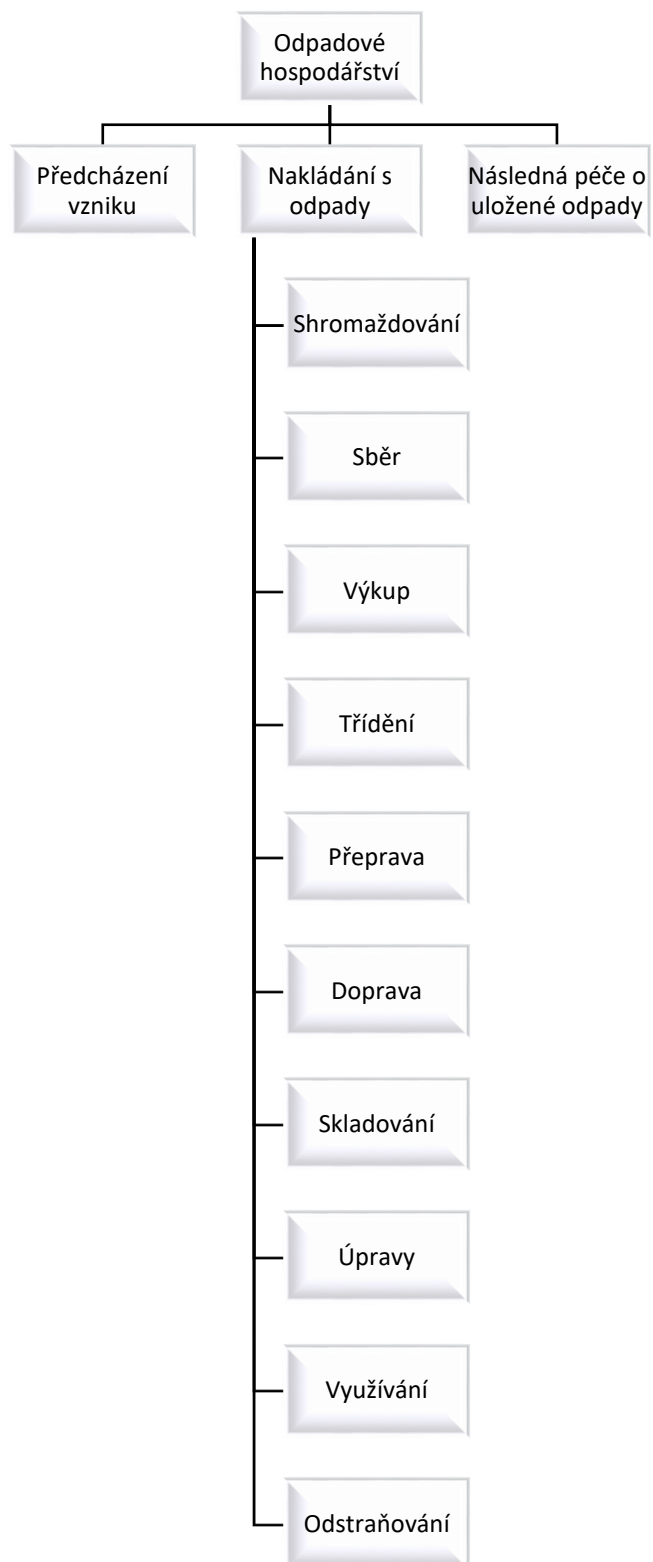 Odpadové
hospodářství
Předcházení
vzniku
Nakládání s
odpady
Následná péče o
uložené odpady
Shromaždování
Sběr
Výkup
Třídění
Přeprava
Doprava
Skladování
Úpravy
Využívání
Odstraňování